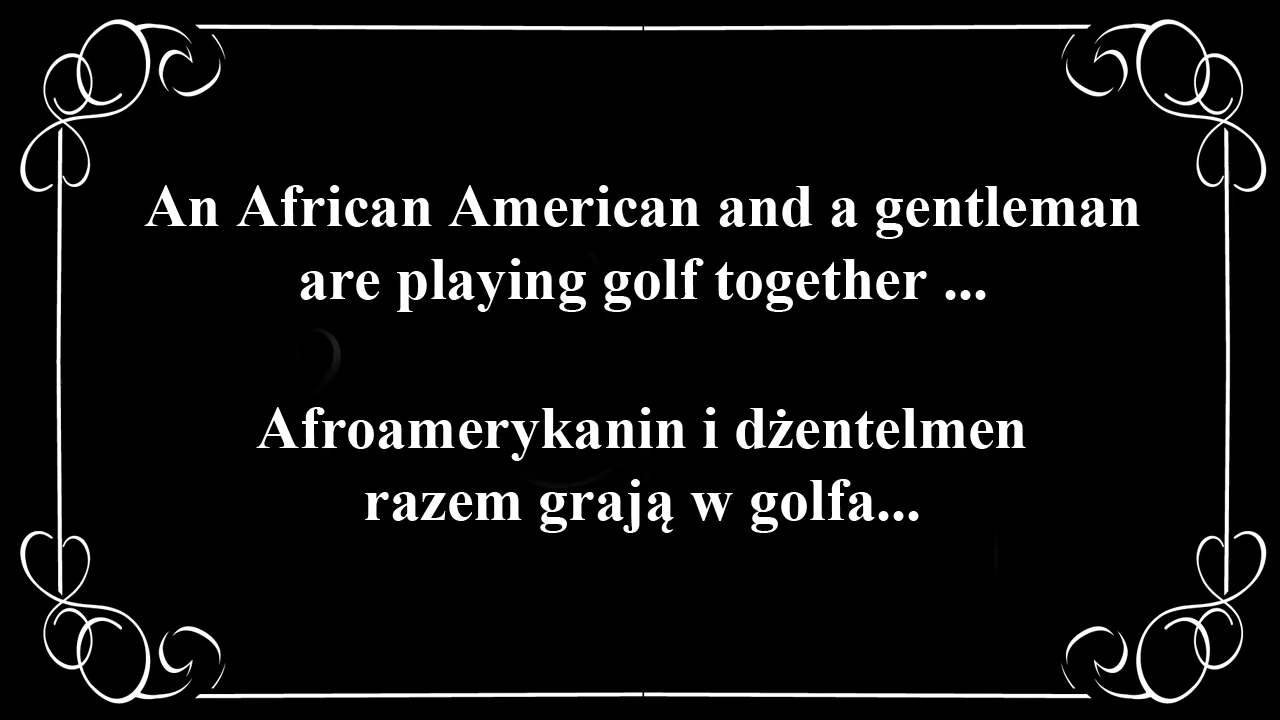 An African American and a gentleman
are playing golf together ...
Afroamerykanin i dżentelmen
razem grają w golfa...